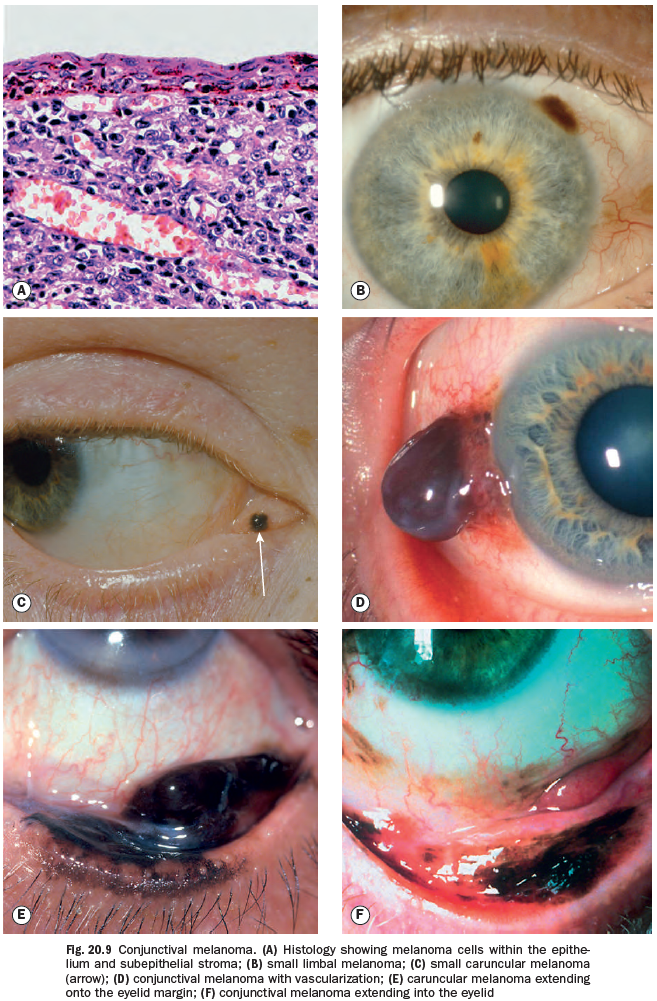 A
B
C
D
E
F
Fig. 20.9 Conjunctival melanoma. (A) Histology showing melanoma cells within the epithe-
lium and subepithelial stroma; (B) small limbal melanoma; (C) small caruncular melanoma
(arrow); (D) conjunctival melanoma with vascularization; (E) caruncular melanoma extending
onto the eyelid margin; (F) conjunctival melanoma extending into the eyelid